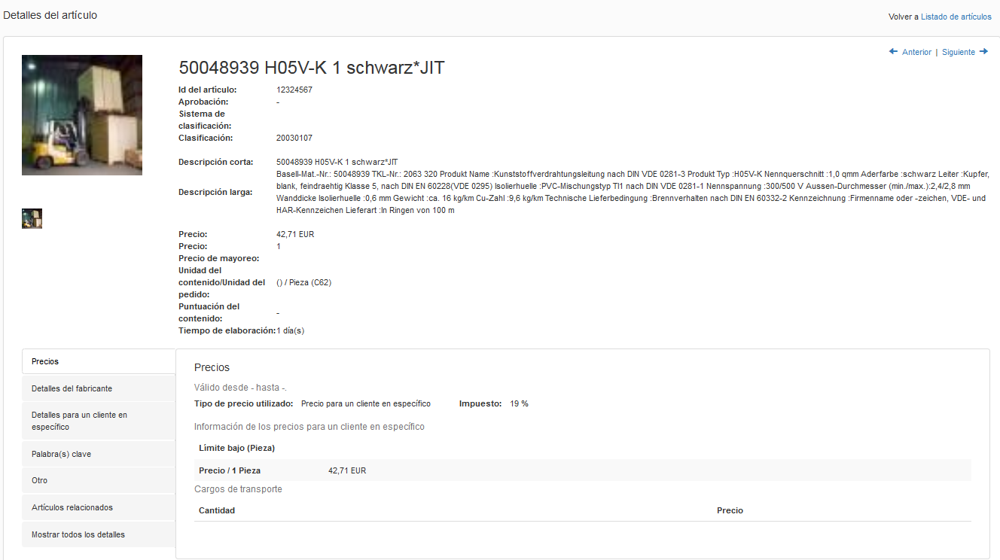 Detalles del artículo
Volver a Listado de artículos
Anterior | Siguiente
50048939 H05V-K 1 schwarz*JIT
Id del artículo: 12324567
Aprobación: -
Sistema de
clasificación:
Clasificación: 20030107
Descripción corta: 50048939 H05V-K 1 schwarz*JIT
Descripción larga:
Basell-Mat.-Nr.: 50048939 TKL-Nr.: 2063 320 Produkt Name :Kunststoffverdrahtungsleitung nach DIN VDE 0281-3 Produkt Typ :H05V-K Nennquerschnitt :1,0 qmm Aderfarbe :schwarz Leiter :Kupfer,
blank, feindraehtig Klasse 5, nach DIN EN 60228(VDE 0295) Isolierhuelle :PVC-Mischungstyp TI1 nach DIN VDE 0281-1 Nennspannung :300/500 V Aussen-Durchmesser (min./max.):2,4/2,8 mm
Wanddicke Isolierhuelle :0,6 mm Gewicht :ca. 16 kg/km Cu-Zahl :9,6 kg/km Technische Lieferbedingung :Brennverhalten nach DIN EN 60332-2 Kennzeichnung :Firmenname oder -zeichen, VDE- und
HAR-Kennzeichen Lieferart :In Ringen von 100 m
Precio: 42,71 EUR
Precio: 1
Precio de mayoreo:
Unidad del
contenido/Unidad del
pedido:
() / Pieza (C62)
Puntuación del
contenido:
-
Tiempo de elaboración: 1 día(s)
Precios
Detalles del fabricante
Detalles para un cliente en
específico
Palabra(s) clave
Otro
Artículos relacionados
Mostrar todos los detalles
Precios
Válido desde - hasta -.
Tipo de precio utilizado: Precio para un cliente en específico Impuesto: 19 %
Información de los precios para un cliente en específico
Límite bajo (Pieza)
Precio / 1 Pieza 42,71 EUR
Cargos de transporte
Cantidad Precio